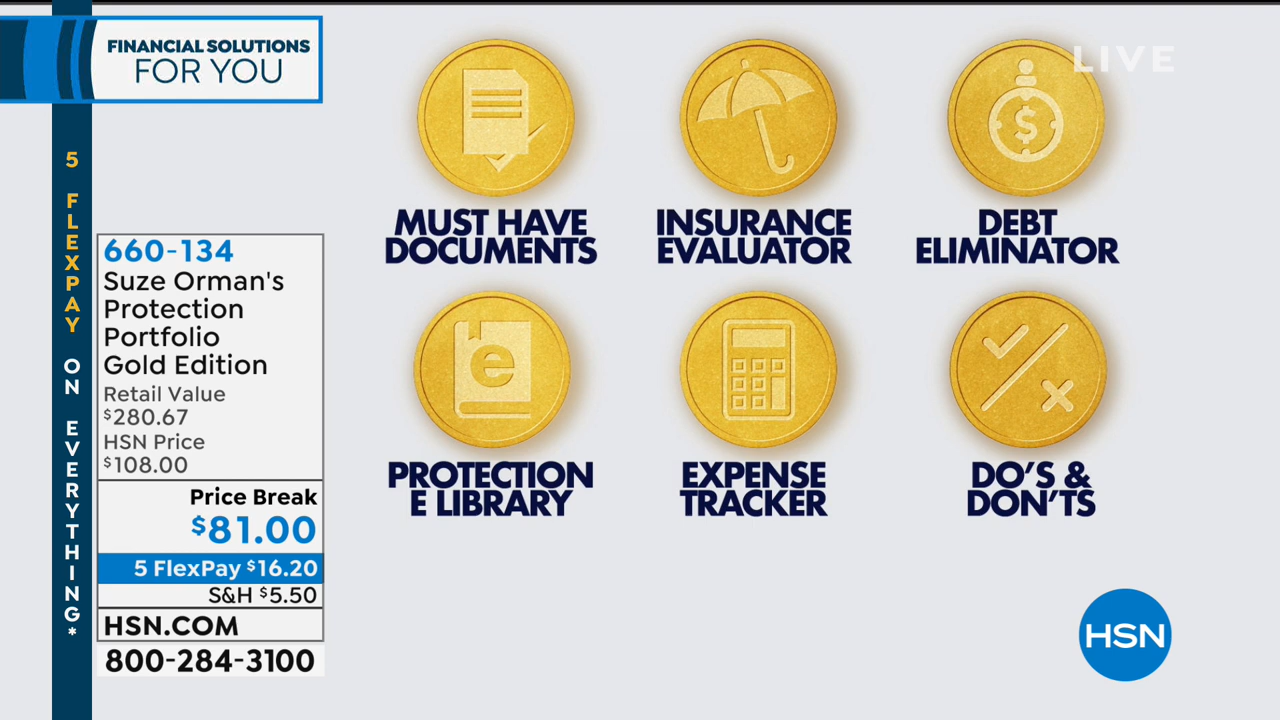 FINANCIAL SOLUTIONS
FOR YOU
LIVE
5 FLEXPAY ON EVERYTHING*
660-134
Suze Orman's
Protection
Portfolio
Gold Edition
Retail Value
$280.67
HSN Price
$108.00
Price Break
$81.00
5 FlexPay $16.20
S&H $5.50
HSN.COM
800-284-3100
$
MUST HAVE
DOCUMENTS
INSURANCE
EVALUATOR
DEBT
ELIMINATOR
e
PROTECTION
E LIBRARY
EXPENSE
TRACKER
DO'S &
DON'TS
HSN